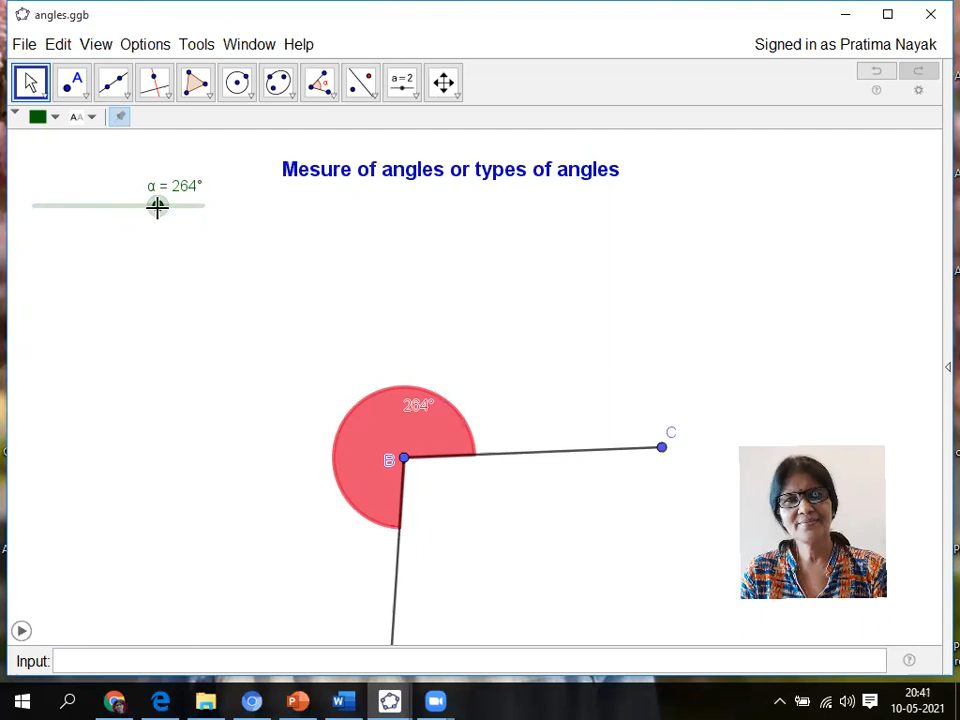 angles.ggb
File Edit View Options Tools Window Help
Signed in as Pratima Nayak
A
α
a=2
AA
Mesure of angles or types of angles
α = 264°
264°
C
B
Input:
20:41
10-05-2021